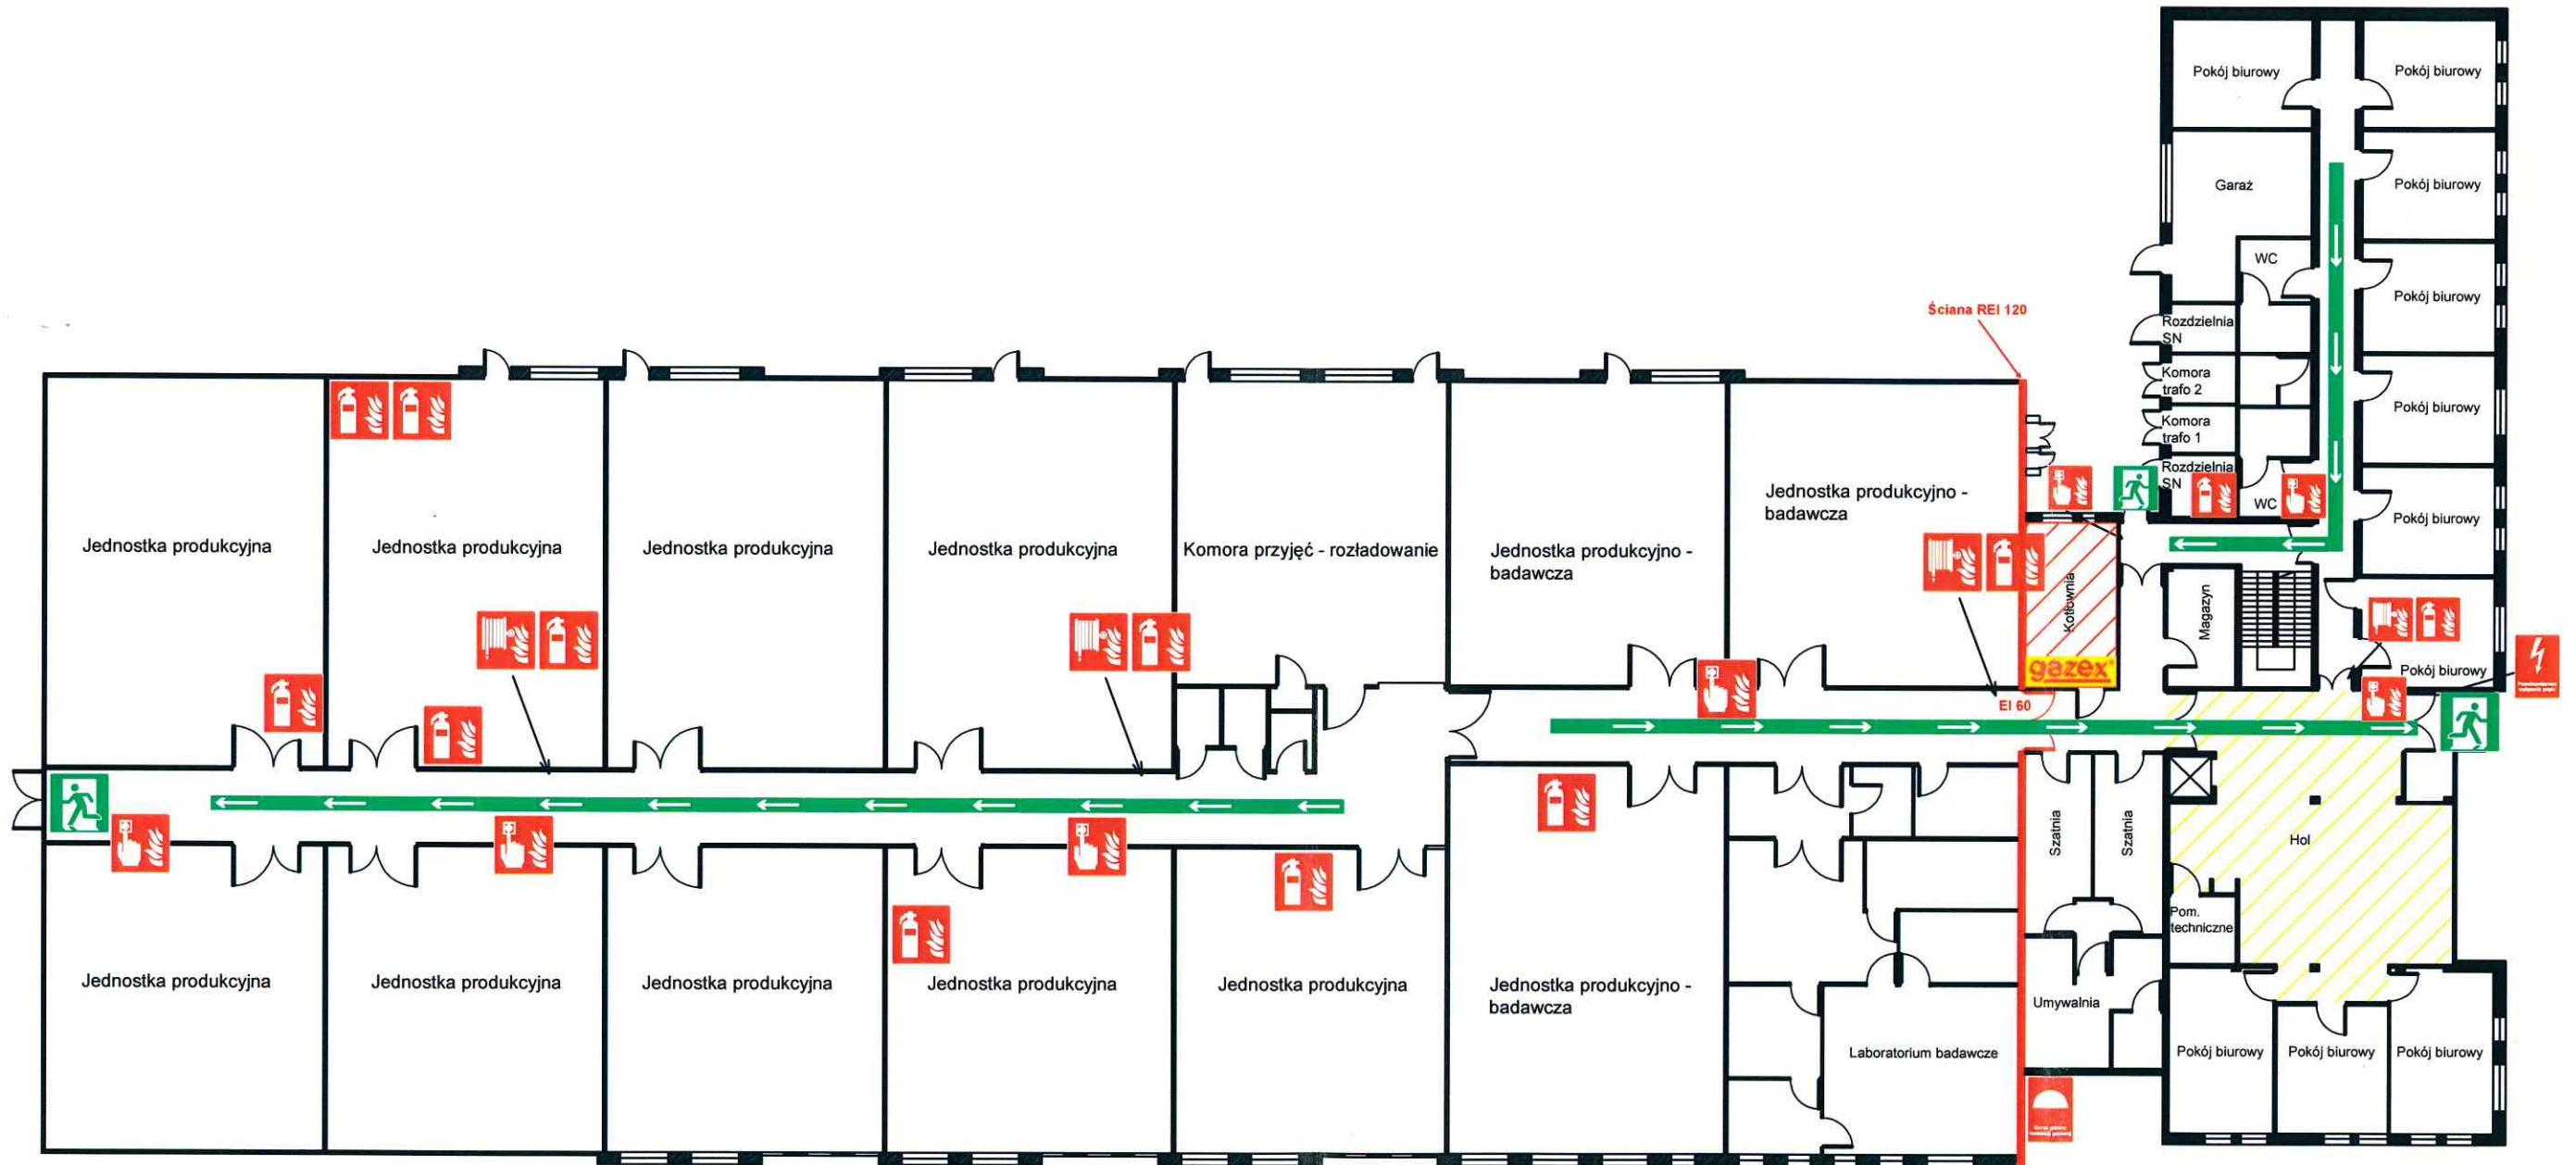 Pokój biurowy
Pokój biurowy
Garaż
Pokój biurowy
WC
Pokój biurowy
Ściana REI 120
Rozdzielnia
SN
Komora
trafo 2
Pokój biurowy
Komora
trafo 1
Rozdzielnia
SN
WC
Pokój biurowy
Jednostka produkcyjna
Jednostka produkcyjna
Jednostka produkcyjna
Jednostka produkcyjna
Komora przyjęć - rozładowanie
Jednostka produkcyjno -
badawcza
Jednostka produkcyjno -
badawcza
Kotłownia
gazex
Magazyn
Pokój biurowy
EI 60
Szatnia
Szatnia
Hol
Pom.
techniczne
Jednostka produkcyjna
Jednostka produkcyjna
Jednostka produkcyjna
Jednostka produkcyjna
Jednostka produkcyjna
Jednostka produkcyjno -
badawcza
Umywalnia
Laboratorium badawcze
Pokój biurowy
Pokój biurowy
Pokój biurowy